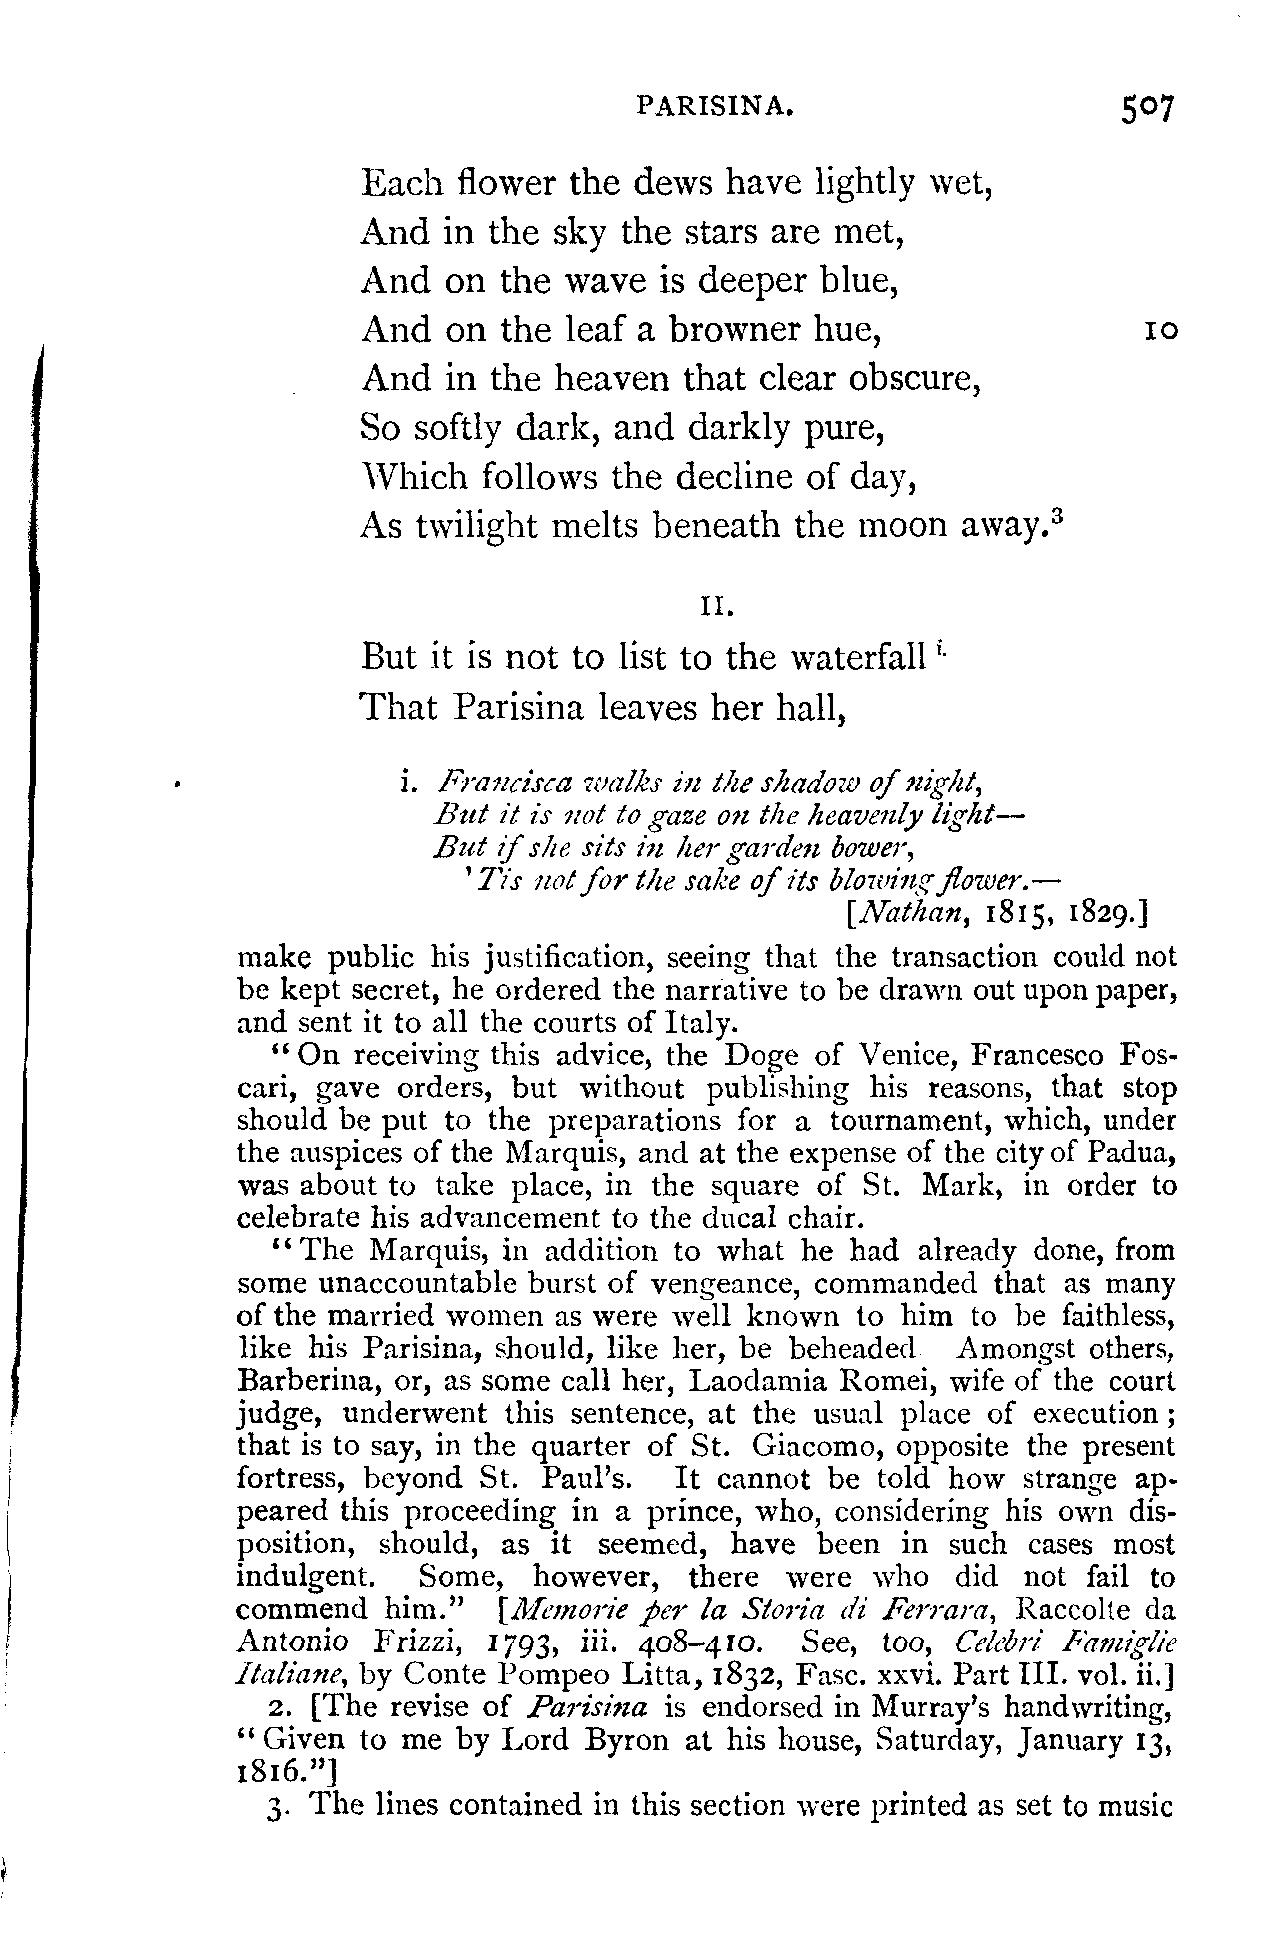 PARISINA. 507
Each flower the dews have lightly wet,
And in the sky the stars are met,
And on the wave is deeper blue,
And on the leaf a browner hue, 10
And in the heaven that clear obscure,
So softly dark, and darkly pure,
Which follows the decline of day,
As twilight melts beneath the moon away.³
II.
But it is not to list to the waterfall i.
That Parisina leaves her hall,
i. Francisca walks in the shadow of night,
But it is not to gaze on the heavenly light—
But if she sits in her garden bower,
'Tis not for the sake of its blowing flower.—
[Nathan, 1815, 1829.]
make public his justification, seeing that the transaction could not
be kept secret, he ordered the narrative to be drawn out upon paper,
and sent it to all the courts of Italy.
"On receiving this advice, the Doge of Venice, Francesco Fos-
cari, gave orders, but without publishing his reasons, that stop
should be put to the preparations for a tournament, which, under
the auspices of the Marquis, and at the expense of the city of Padua,
was about to take place, in the square of St. Mark, in order to
celebrate his advancement to the ducal chair.
"The Marquis, in addition to what he had already done, from
some unaccountable burst of vengeance, commanded that as many
of the married women as were well known to him to be faithless,
like his Parisina, should, like her, be beheaded Amongst others,
Barberina, or, as some call her, Laodamia Romei, wife of the court
judge, underwent this sentence, at the usual place of execution;
that is to say, in the quarter of St. Giacomo, opposite the present
fortress, beyond St. Paul's. It cannot be told how strange ap-
peared this proceeding in a prince, who, considering his own dis-
position, should, as it seemed, have been in such cases most
indulgent. Some, however, there were who did not fail to
commend him." [Memorie per la Storia di Ferrara, Raccolte da
Antonio Frizzi, 1793, iii. 408–410. See, too, Celebri Famiglie
Italiane, by Conte Pompeo Litta, 1832, Fasc. xxvi. Part III. vol. ii.]
2. [The revise of Parisina is endorsed in Murray's handwriting,
"Given to me by Lord Byron at his house, Saturday, January 13,
1816."]
3. The lines contained in this section were printed as set to music